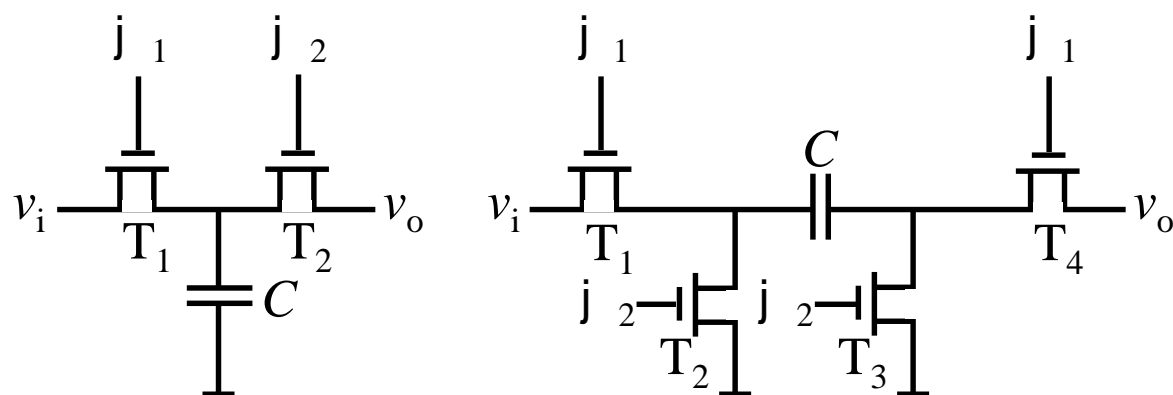 j 1 j 2 j 1 j 1
C
vi vo vi vo
T1 T2 T1 T4
j 2 j 2
C
T2 T3